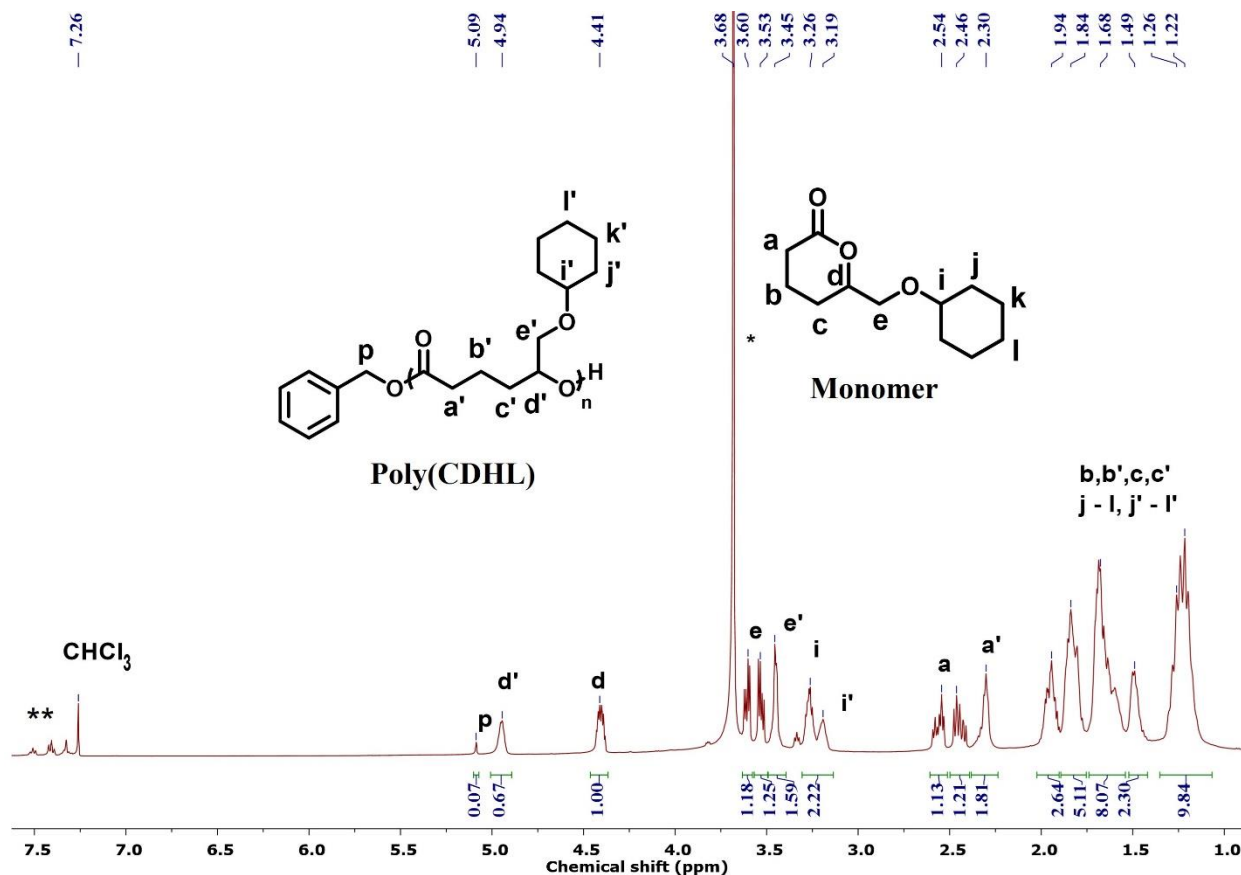 7.26
5.09
4.94
4.41
3.68
3.60
3.53
3.45
3.26
3.19
2.54
2.46
2.30
1.94
1.84
1.68
1.49
1.26
1.22
l'
k'
i'
j'
O
e'
O
b'
p
O
a'
c'
d'
O
H
n
Poly(CDHL)
O
a
O
d
b
c
e
O
i
j
k
l
Monomer
*
b,b',c,c'
j - l, j' - l'
CHCl3
**
p
d'
d
e
e'
i
i'
a
a'
0.07
0.67
1.00
1.18
1.25
1.59
2.22
1.13
1.21
1.81
2.64
5.11
8.07
2.30
9.84
7.5 7.0 6.5 6.0 5.5 5.0 4.5 4.0 3.5 3.0 2.5 2.0 1.5 1.0
Chemical shift (ppm)